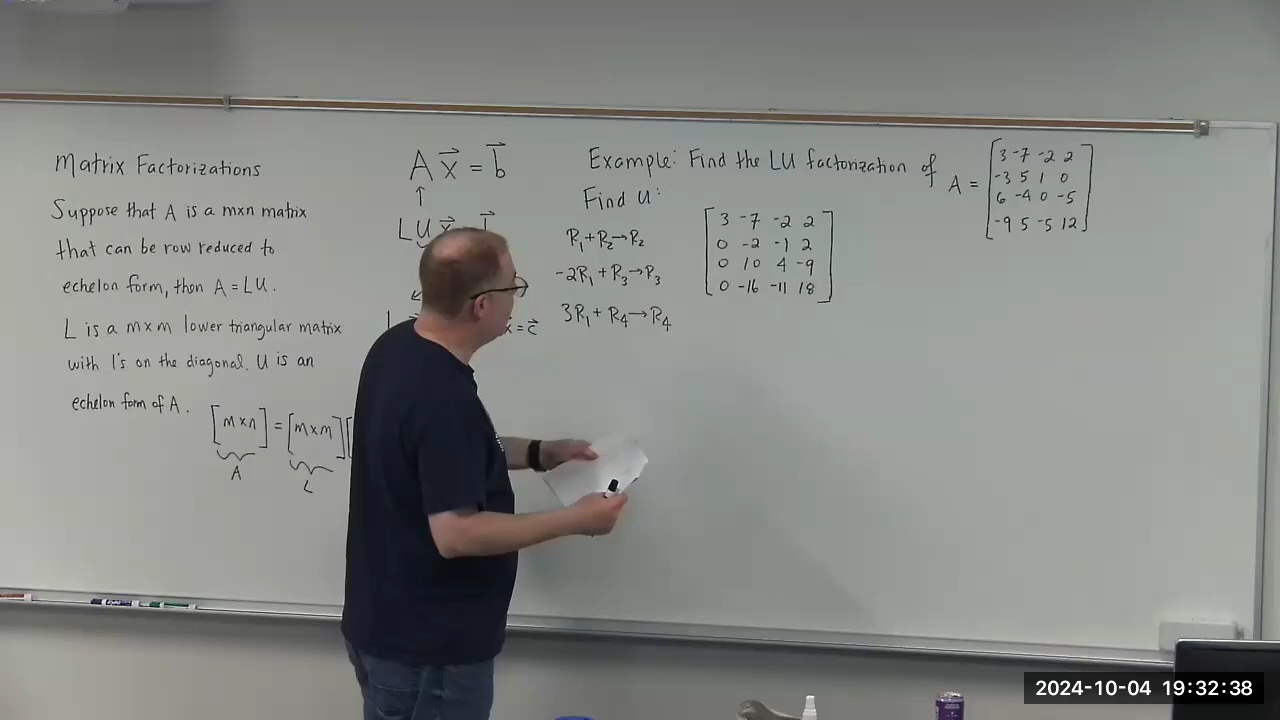 Matrix Factorizations
Suppose that A is a mxn matrix
that can be row reduced to
echelon form, then A = LU.
L is a mxm lower triangular matrix
with 1's on the diagonal. U is an
echelon form of A.
[mxn] = [mxm][
A
L
A x⃗ = b⃗
↑
LU x⃗
x = c⃗
Example: Find the LU factorization of A =
3 -7 -2 2
-3 5 1 0
6 -4 0 -5
-9 5 -5 12
Find U:
R₁ + R₂ → R₂
-2R₁ + R₃ → R₃
3R₁ + R₄ → R₄
3 -7 -2 2
0 -2 -1 2
0 10 4 -9
0 -16 -11 18
2024-10-04 19:32:38